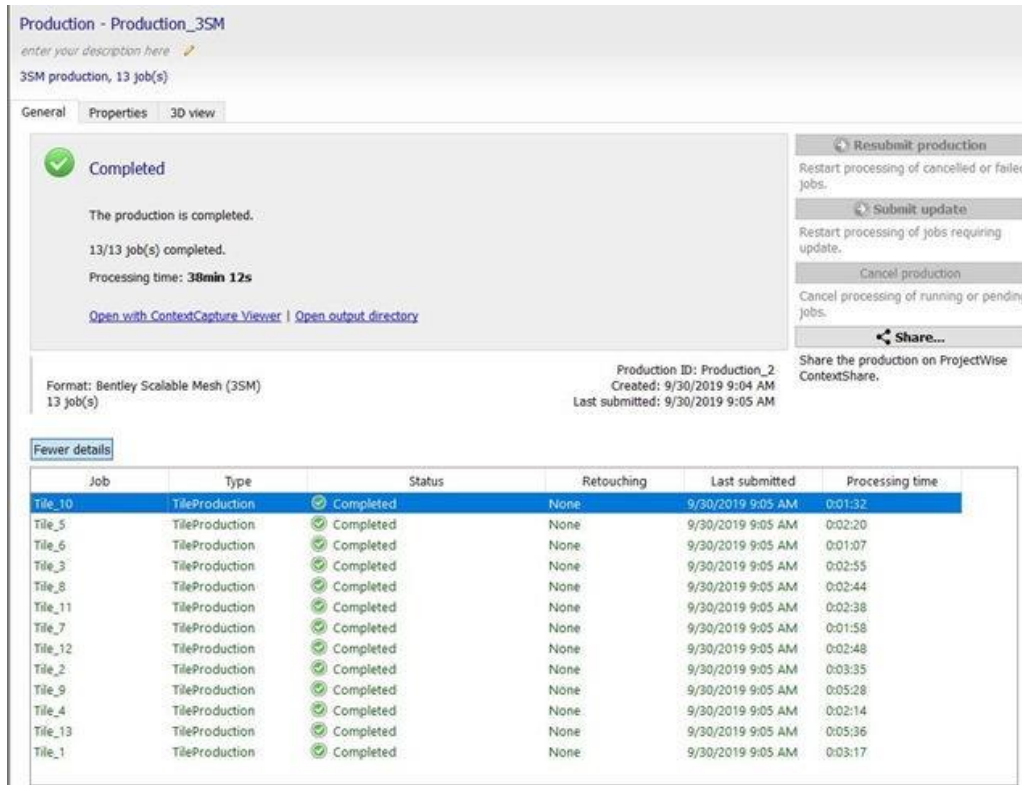 Production - Production_3SM
enter your description here
3SM production, 13 job(s)
General Properties 3D view
Completed
The production is completed.
13/13 job(s) completed.
Processing time: 38min 12s
Open with ContextCapture Viewer | Open output directory
Resubmit production
Restart processing of cancelled or failed
jobs.
Submit update
Restart processing of jobs requiring
update.
Cancel production
Cancel processing of running or pending
jobs.
Share...
Share the production on ProjectWise
ContextShare.
Format: Bentley Scalable Mesh (3SM)
13 job(s)
Production ID: Production_2
Created: 9/30/2019 9:04 AM
Last submitted: 9/30/2019 9:05 AM
Fewer details
Job Type Status Retouching Last submitted Processing time
Tile_10 TileProduction Completed None 9/30/2019 9:05 AM 0:01:32
Tile_5 TileProduction Completed None 9/30/2019 9:05 AM 0:02:20
Tile_6 TileProduction Completed None 9/30/2019 9:05 AM 0:01:07
Tile_3 TileProduction Completed None 9/30/2019 9:05 AM 0:02:55
Tile_8 TileProduction Completed None 9/30/2019 9:05 AM 0:02:44
Tile_11 TileProduction Completed None 9/30/2019 9:05 AM 0:02:38
Tile_7 TileProduction Completed None 9/30/2019 9:05 AM 0:01:58
Tile_12 TileProduction Completed None 9/30/2019 9:05 AM 0:02:48
Tile_2 TileProduction Completed None 9/30/2019 9:05 AM 0:03:35
Tile_9 TileProduction Completed None 9/30/2019 9:05 AM 0:05:28
Tile_4 TileProduction Completed None 9/30/2019 9:05 AM 0:02:14
Tile_13 TileProduction Completed None 9/30/2019 9:05 AM 0:05:36
Tile_1 TileProduction Completed None 9/30/2019 9:05 AM 0:03:17